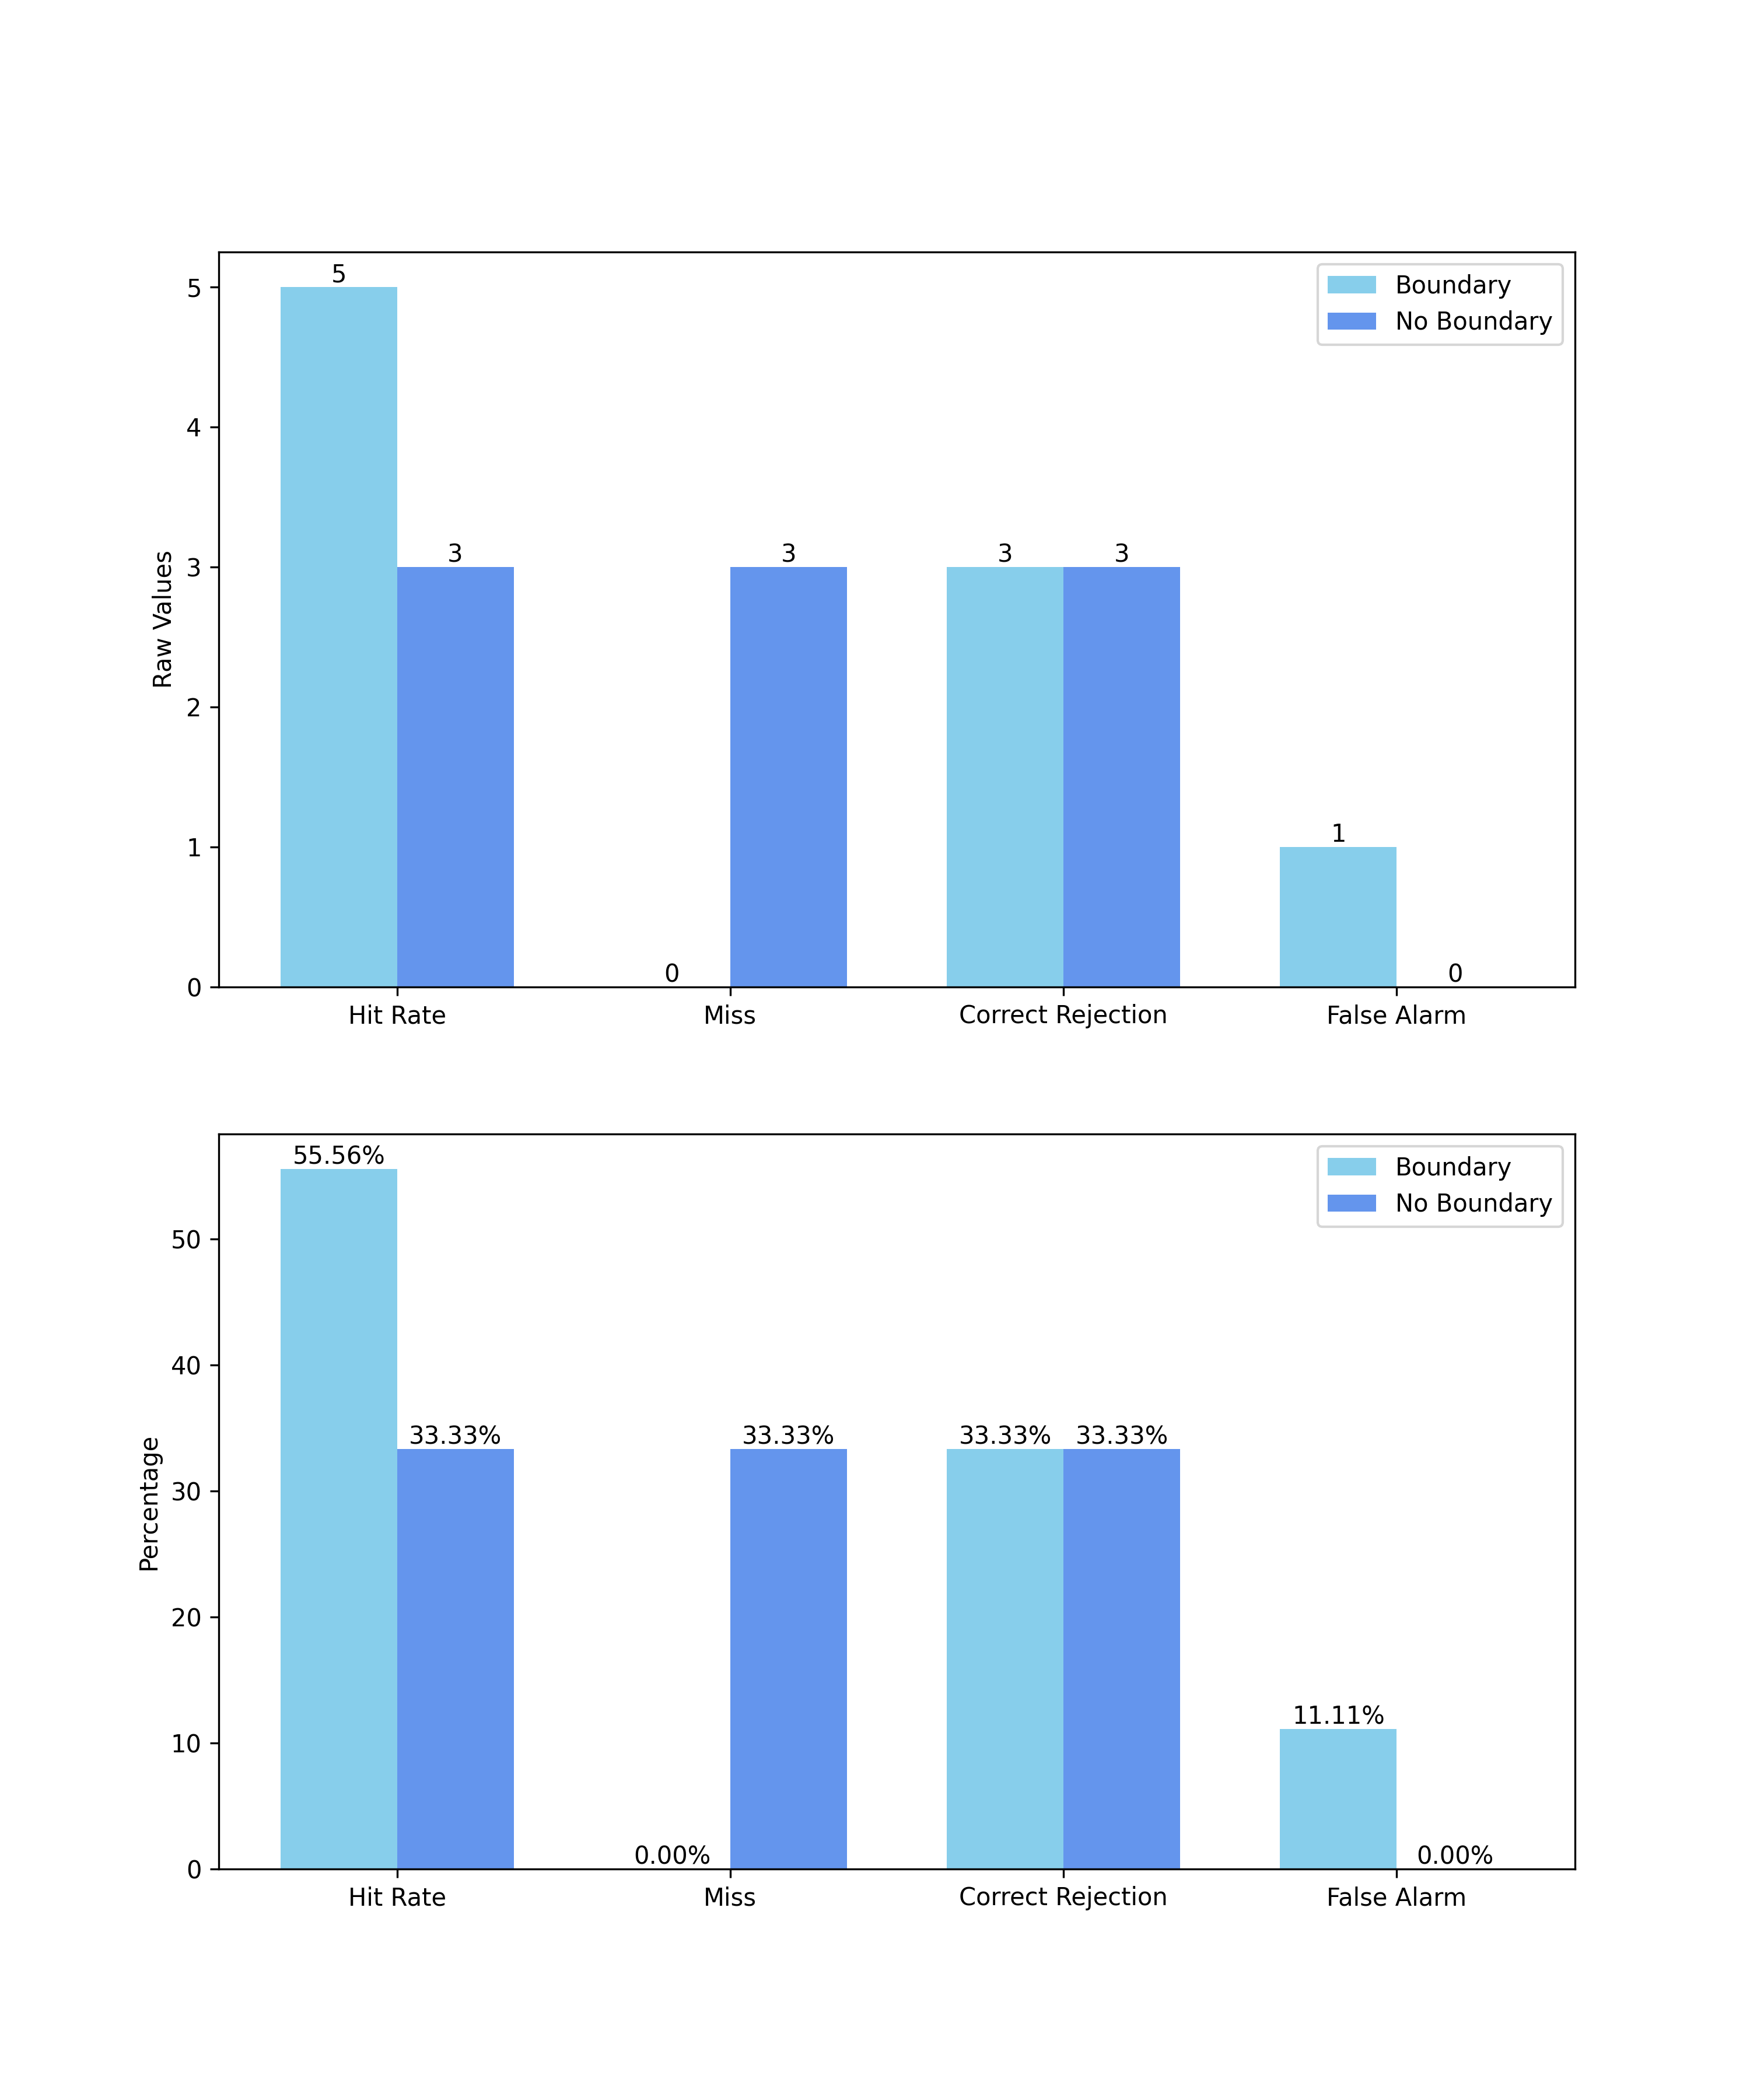 5
Boundary
No Boundary
5
4
3
3
3
3
3
2
1
1
0
0
0
Raw Values
Hit Rate
Miss
Correct Rejection
False Alarm
55.56%
Boundary
No Boundary
50
40
33.33%
33.33%
33.33%
33.33%
30
20
11.11%
10
0.00%
0.00%
0
Percentage
Hit Rate
Miss
Correct Rejection
False Alarm